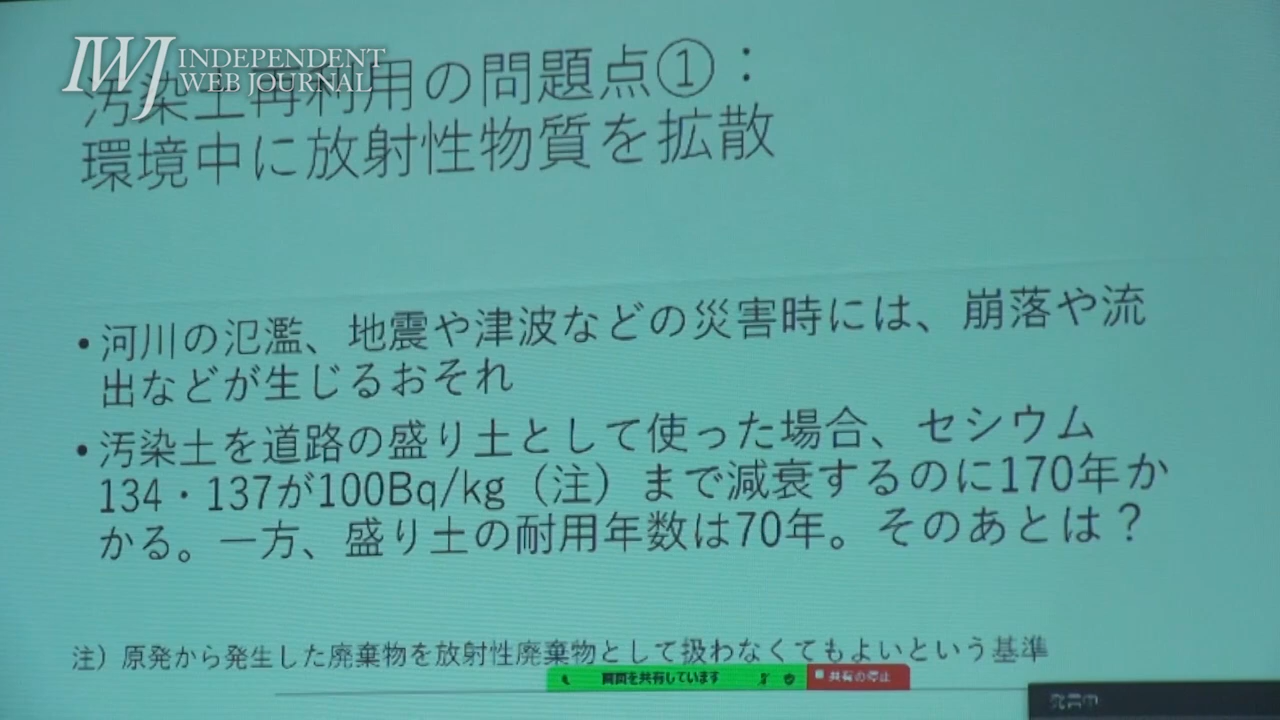 IWJ INDEPENDENT
WEB JOURNAL
汚染土再利用の問題点①：
環境中に放射性物質を拡散
• 河川の氾濫、地震や津波などの災害時には、崩落や流
出などが生じるおそれ
• 汚染土を道路の盛り土として使った場合、セシウム
134・137が100Bq/kg（注）まで減衰するのに170年か
かる。一方、盛り土の耐用年数は70年。そのあとは？
注）原発から発生した廃棄物を放射性廃棄物として扱わなくてもよいという基準
画面を共有しています
共有の停止